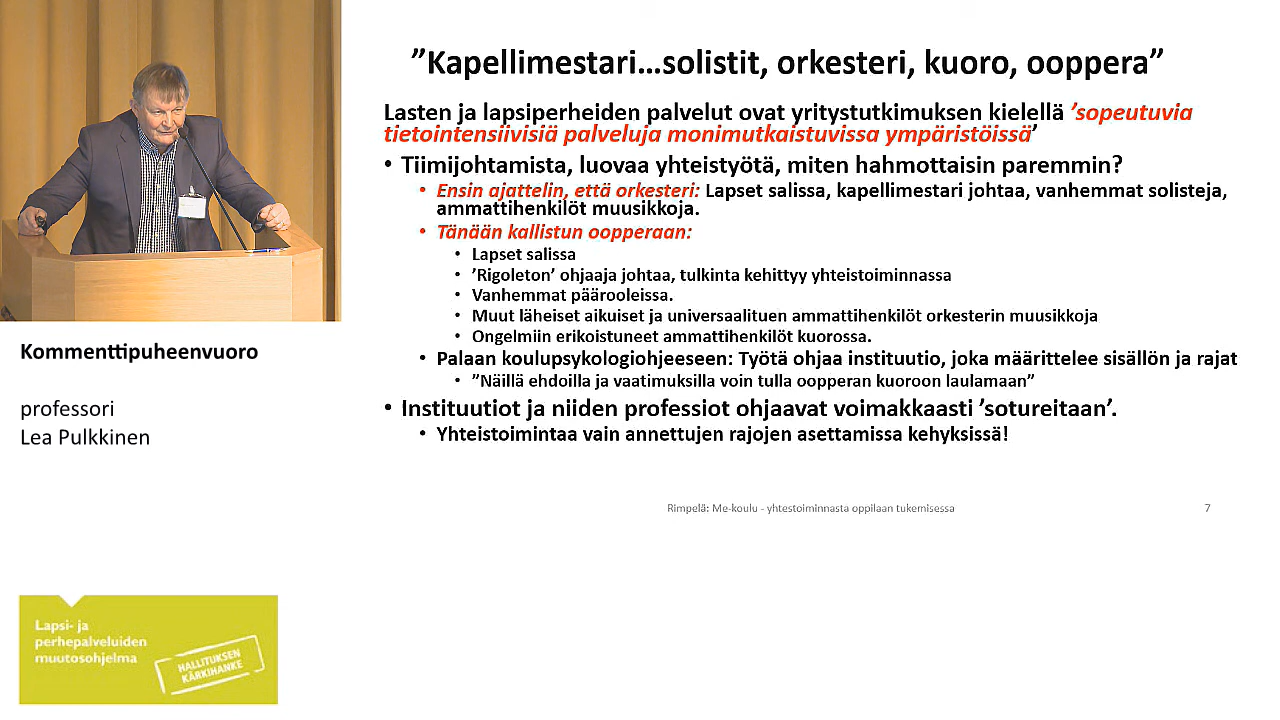 ”Kapellimestari...solistit, orkesteri, kuoro, ooppera”
Lasten ja lapsiperheiden palvelut ovat yritystutkimuksen kielellä ’sopeutuvia
tietointensiivisiä palveluja monimutkaistuvissa ympäristöissä’
• Tiimijohtamista, luovaa yhteistyötä, miten hahmottaisin paremmin?
• Ensin ajattelin, että orkesteri: Lapset salissa, kapellimestari johtaa, vanhemmat solisteja,
ammattihenkilöt muusikkoja.
• Tänään kallistun oopperaan:
• Lapset salissa
• ’Rigoleton’ ohjaaja johtaa, tulkinta kehittyy yhteistoiminnassa
• Vanhemmat päärooleissa.
• Muut läheiset aikuiset ja universaalituen ammattihenkilöt orkesterin muusikkoja
• Ongelmiin erikoistuneet ammattihenkilöt kuorossa.
• Palaan koulupsykologiohjeeseen: Työtä ohjaa instituutio, joka määrittelee sisällön ja rajat
• ”Näillä ehdoilla ja vaatimuksilla voin tulla oopperan kuoroon laulamaan”
• Instituutiot ja niiden professiot ohjaavat voimakkaasti ’sotureitaan’.
• Yhteistoimintaa vain annettujen rajojen asettamissa kehyksissä!
Rimpelä: Me-koulu - yhtestoiminnasta oppilaan tukemisessa
7
Kommenttipuheenvuoro
professori
Lea Pulkkinen
Lapsi- ja
perhepalveluiden
muutosohjelma
HALLITUKSEN
KÄRKIHANKE